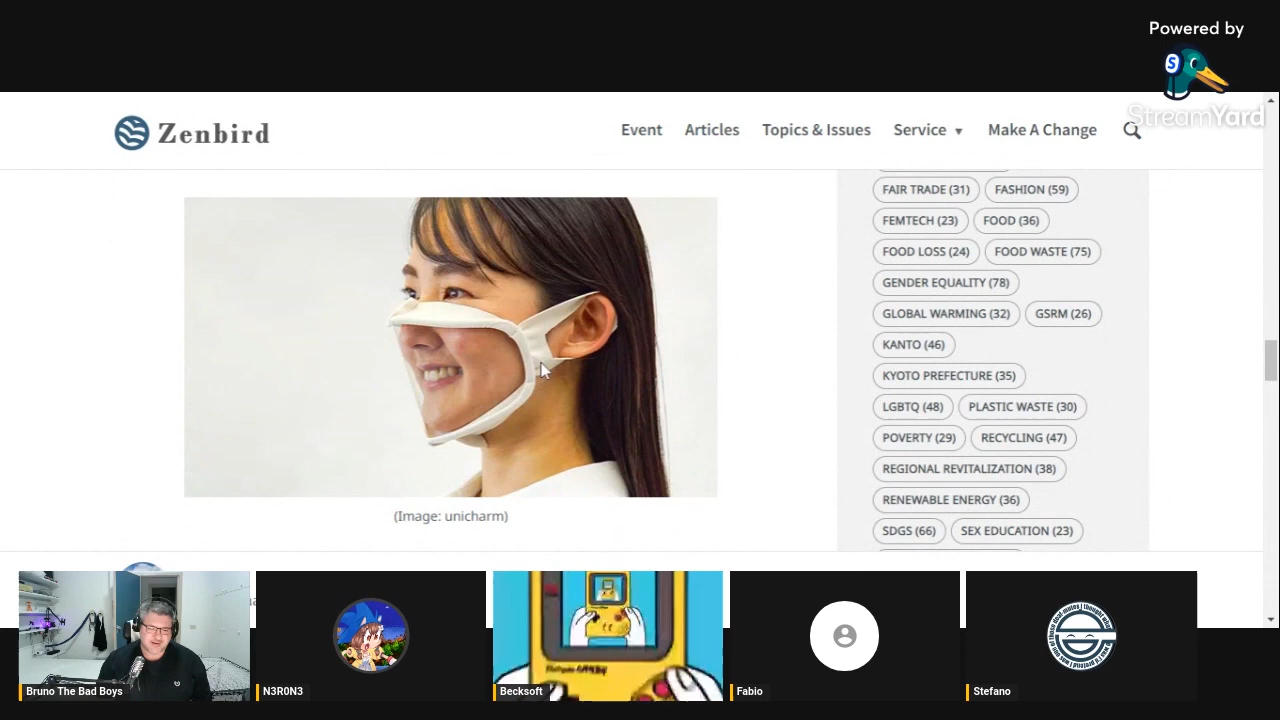 Powered by
StreamYard
Zenbird
Event Articles Topics & Issues Service ▼ Make A Change
FAIR TRADE (31) FASHION (59)
FEMTECH (23) FOOD (36)
FOOD LOSS (24) FOOD WASTE (75)
GENDER EQUALITY (78)
GLOBAL WARMING (32) GSRM (26)
KANTO (46)
KYOTO PREFECTURE (35)
LGBTQ (48) PLASTIC WASTE (30)
POVERTY (29) RECYCLING (47)
REGIONAL REVITALIZATION (38)
RENEWABLE ENERGY (36)
SDGS (66) SEX EDUCATION (23)
(Image: unicharm)
Bruno The Bad Boys N3R0N3 Becksoft Fabio Stefano